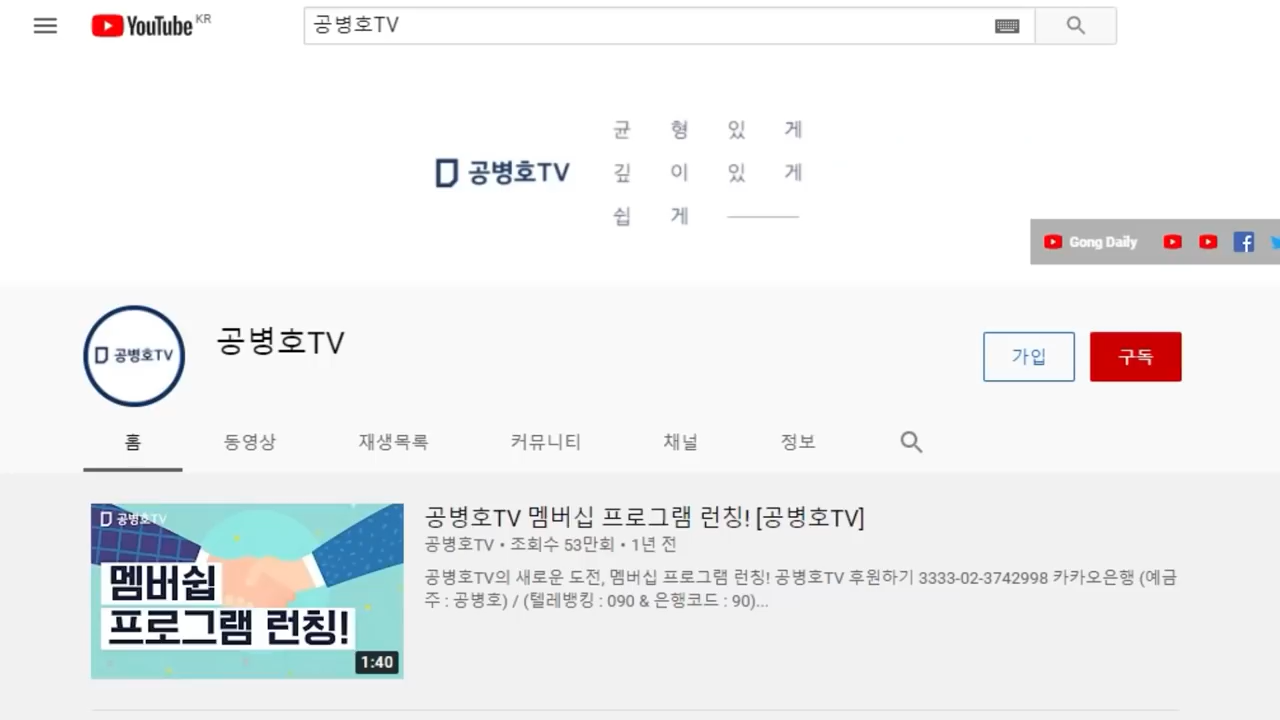 YouTube KR
공병호TV
균 형 있 게
공병호TV
깊 이 있 게
쉽 게
Gong Daily
공병호TV
공병호TV
가입
구독
홈
동영상
재생목록
커뮤니티
채널
정보
공병호TV
멤버쉽
프로그램 런칭!
1:40
공병호TV 멤버십 프로그램 런칭! [공병호TV]
공병호TV • 조회수 53만회 • 1년 전
공병호TV의 새로운 도전, 멤버십 프로그램 런칭! 공병호TV 후원하기 3333-02-3742998 카카오은행 (예금
주 : 공병호) / (텔레뱅킹 : 090 & 은행코드 : 90)...